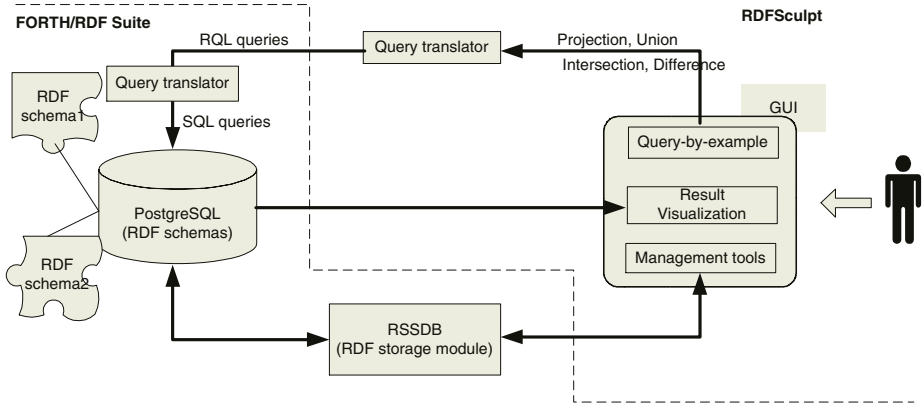 FORTH/RDF Suite
RDFSculpt
RQL queries
Query translator
Projection, Union
Intersection, Difference
Query translator
RDF
schema1
SQL queries
GUI
Query-by-example
PostgreSQL
(RDF schemas)
Result
Visualization
RDF
schema2
Management tools
RSSDB
(RDF storage module)